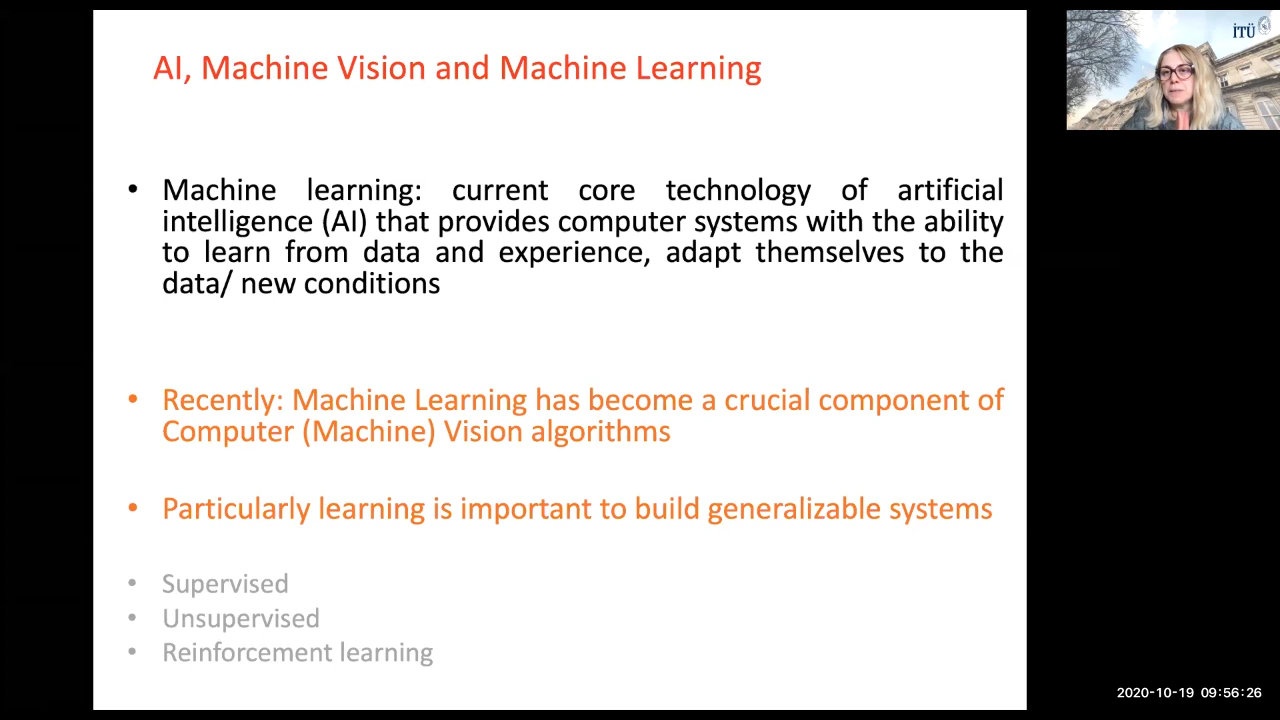 AI, Machine Vision and Machine Learning
İTÜ
• Machine learning: current core technology of artificial
intelligence (AI) that provides computer systems with the ability
to learn from data and experience, adapt themselves to the
data/ new conditions
• Recently: Machine Learning has become a crucial component of
Computer (Machine) Vision algorithms
• Particularly learning is important to build generalizable systems
• Supervised
• Unsupervised
• Reinforcement learning
2020-10-19 09:56:26